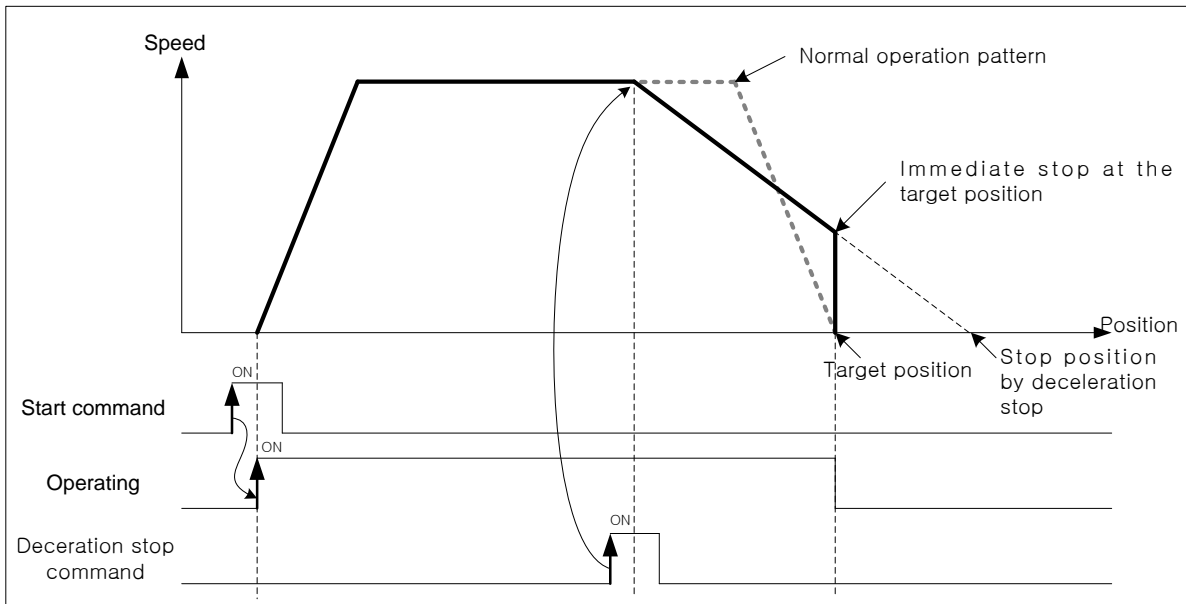 Speed
Normal operation pattern
Immediate stop at the
target position
Position
Target position
Stop position
by deceleration
stop
ON
Start command
ON
Operating
ON
Deceration stop
command